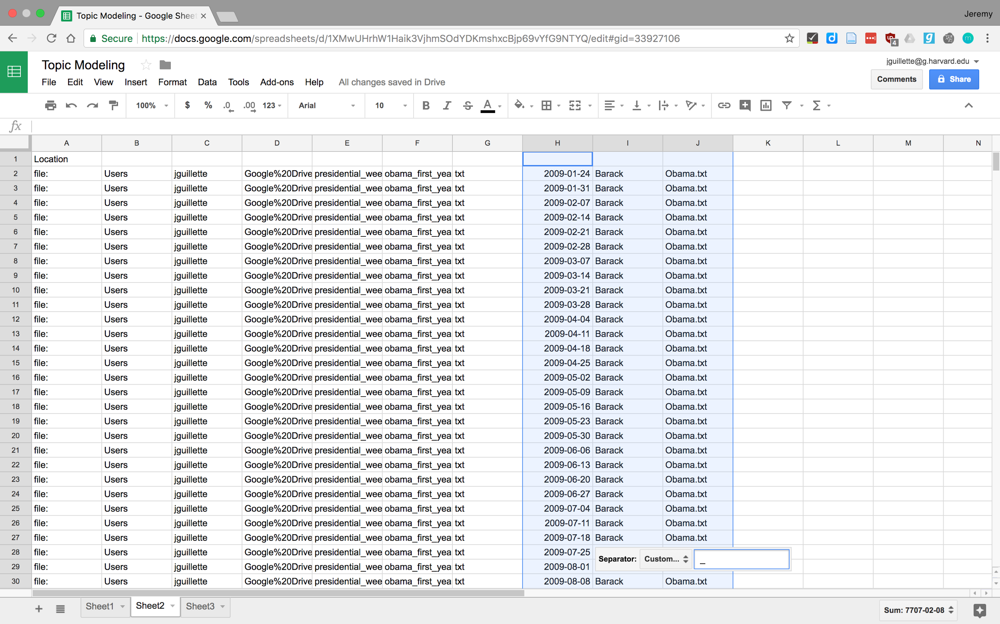 Topic Modeling - Google Sheet
Jeremy
Secure https://docs.google.com/spreadsheets/d/1XMwUHrhW1Haik3VjhmSOdYDKmshxcBjp69vYfG9NTYQ/edit#gid=33927106
4
Topic Modeling
jguillette@g.harvard.edu
File Edit View Insert Format Data Tools Add-ons Help All changes saved in Drive
Comments Share
100% $ % .0 .00 123 Arial 10 B I S A
fx
A B C D E F G H I J K L M N
1 Location
2 file: Users jguillette Google%20Drive presidential_wee obama_first_yea txt 2009-01-24 Barack Obama.txt
3 file: Users jguillette Google%20Drive presidential_wee obama_first_yea txt 2009-01-31 Barack Obama.txt
4 file: Users jguillette Google%20Drive presidential_wee obama_first_yea txt 2009-02-07 Barack Obama.txt
5 file: Users jguillette Google%20Drive presidential_wee obama_first_yea txt 2009-02-14 Barack Obama.txt
6 file: Users jguillette Google%20Drive presidential_wee obama_first_yea txt 2009-02-21 Barack Obama.txt
7 file: Users jguillette Google%20Drive presidential_wee obama_first_yea txt 2009-02-28 Barack Obama.txt
8 file: Users jguillette Google%20Drive presidential_wee obama_first_yea txt 2009-03-07 Barack Obama.txt
9 file: Users jguillette Google%20Drive presidential_wee obama_first_yea txt 2009-03-14 Barack Obama.txt
10 file: Users jguillette Google%20Drive presidential_wee obama_first_yea txt 2009-03-21 Barack Obama.txt
11 file: Users jguillette Google%20Drive presidential_wee obama_first_yea txt 2009-03-28 Barack Obama.txt
12 file: Users jguillette Google%20Drive presidential_wee obama_first_yea txt 2009-04-04 Barack Obama.txt
13 file: Users jguillette Google%20Drive presidential_wee obama_first_yea txt 2009-04-11 Barack Obama.txt
14 file: Users jguillette Google%20Drive presidential_wee obama_first_yea txt 2009-04-18 Barack Obama.txt
15 file: Users jguillette Google%20Drive presidential_wee obama_first_yea txt 2009-04-25 Barack Obama.txt
16 file: Users jguillette Google%20Drive presidential_wee obama_first_yea txt 2009-05-02 Barack Obama.txt
17 file: Users jguillette Google%20Drive presidential_wee obama_first_yea txt 2009-05-09 Barack Obama.txt
18 file: Users jguillette Google%20Drive presidential_wee obama_first_yea txt 2009-05-16 Barack Obama.txt
19 file: Users jguillette Google%20Drive presidential_wee obama_first_yea txt 2009-05-23 Barack Obama.txt
20 file: Users jguillette Google%20Drive presidential_wee obama_first_yea txt 2009-05-30 Barack Obama.txt
21 file: Users jguillette Google%20Drive presidential_wee obama_first_yea txt 2009-06-06 Barack Obama.txt
22 file: Users jguillette Google%20Drive presidential_wee obama_first_yea txt 2009-06-13 Barack Obama.txt
23 file: Users jguillette Google%20Drive presidential_wee obama_first_yea txt 2009-06-20 Barack Obama.txt
24 file: Users jguillette Google%20Drive presidential_wee obama_first_yea txt 2009-06-27 Barack Obama.txt
25 file: Users jguillette Google%20Drive presidential_wee obama_first_yea txt 2009-07-04 Barack Obama.txt
26 file: Users jguillette Google%20Drive presidential_wee obama_first_yea txt 2009-07-11 Barack Obama.txt
27 file: Users jguillette Google%20Drive presidential_wee obama_first_yea txt 2009-07-18 Barack Obama.txt
28 file: Users jguillette Google%20Drive presidential_wee obama_first_yea txt 2009-07-25
Separator: Custom... _
29 file: Users jguillette Google%20Drive presidential_wee obama_first_yea txt 2009-08-01
30 file: Users jguillette Google%20Drive presidential_wee obama_first_yea txt 2009-08-08 Barack Obama.txt
Sheet1 Sheet2 Sheet3 Sum: 7707-02-08